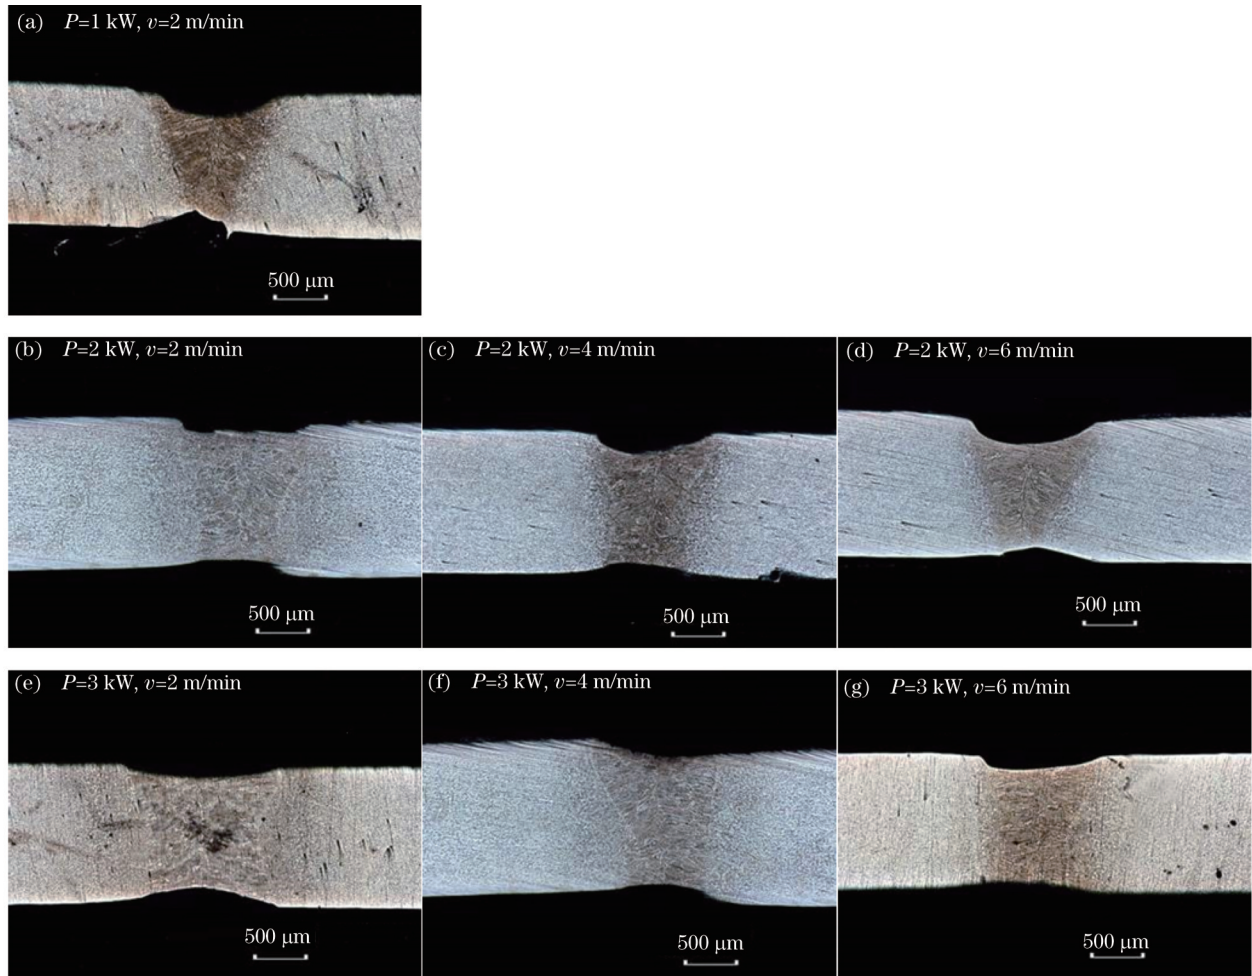 (a) P=1 kW, v=2 m/min
500 μm
(b) P=2 kW, v=2 m/min
500 μm
(c) P=2 kW, v=4 m/min
500 μm
(d) P=2 kW, v=6 m/min
500 μm
(e) P=3 kW, v=2 m/min
500 μm
(f) P=3 kW, v=4 m/min
500 μm
(g) P=3 kW, v=6 m/min
500 μm